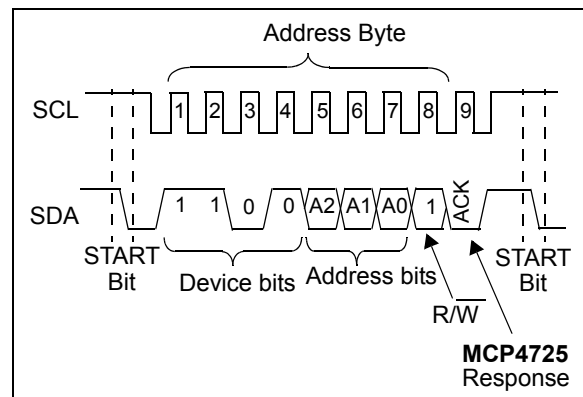 Address Byte
SCL 1 2 3 4 5 6 7 8 9
SDA 1 1 0 0 A2 A1 A0 1 ACK
START Bit
Device bits
Address bits
START Bit
R/W
MCP4725
Response